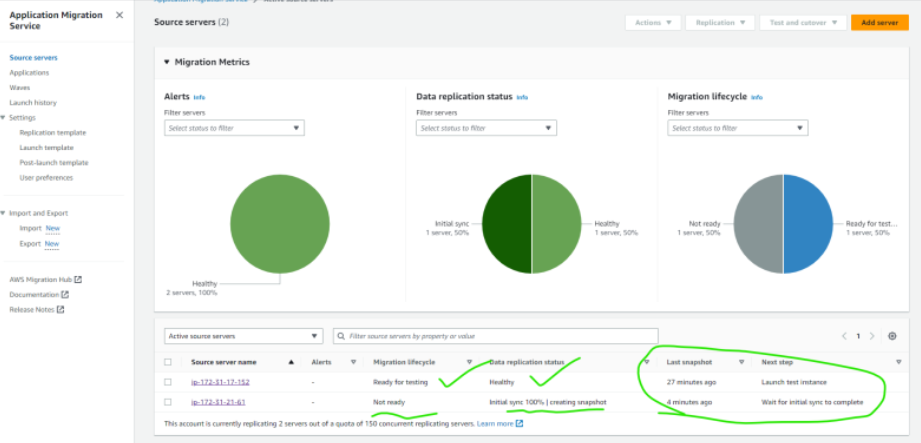 Application Migration Service
Source servers
Applications
Waves
Launch history
Settings
Replication template
Launch template
Post-launch template
User preferences
Import and Export
Import New
Export New
AWS Migration Hub
Documentation
Release Notes
Source servers (2)
Actions
Replication
Test and cutover
Add server
Migration Metrics
Alerts Info
Filter servers
Select status to filter
Healthy
2 servers, 100%
Data replication status Info
Filter servers
Select status to filter
Initial sync
1 server, 50%
Healthy
1 server, 50%
Migration lifecycle Info
Filter servers
Select status to filter
Not ready
1 server, 50%
Ready for test...
1 server, 50%
Active source servers
Filter source servers by property or value
1
Source server name Alerts Migration lifecycle Data replication status Last snapshot Next step
ip-172-31-17-152 - Ready for testing Healthy 27 minutes ago Launch test instance
ip-172-31-21-61 - Not ready Initial sync 100% | creating snapshot 4 minutes ago Wait for initial sync to complete
This account is currently replicating 2 servers out of a quota of 150 concurrent replicating servers. Learn more